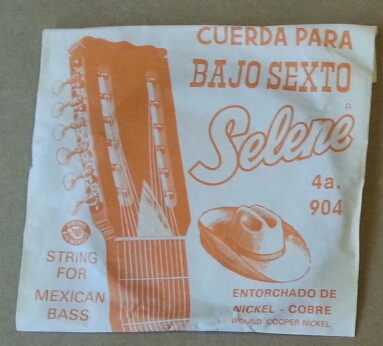 CUERDA PARA
BAJO SEXTO
Selene
R
4a.
904
STRING
FOR
MEXICAN
BASS
ENTORCHADO DE
NICKEL - COBRE
WOUND COOPER NICKEL